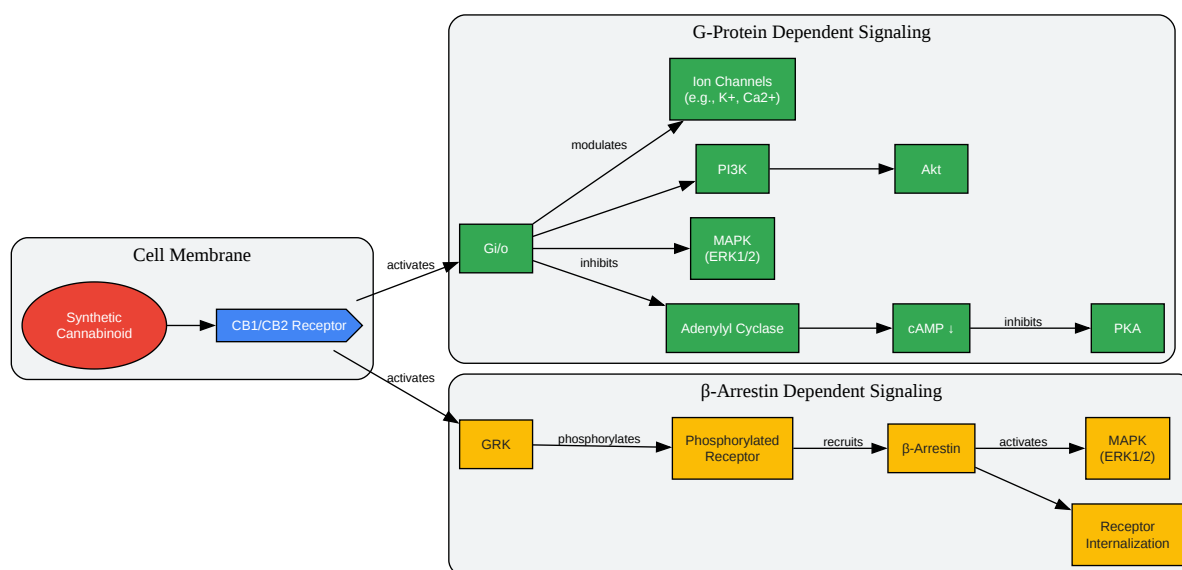 G-Protein Dependent Signaling
Ion Channels
(e.g., K+, Ca2+)
modulates
PI3K
Akt
Cell Membrane
Gi/o
MAPK
(ERK1/2)
activates
inhibits
Synthetic
Cannabinoid
CB1/CB2 Receptor
Adenylyl Cyclase
cAMP ↓
inhibits
PKA
activates
β-Arrestin Dependent Signaling
GRK
phosphorylates
Phosphorylated
Receptor
recruits
β-Arrestin
activates
MAPK
(ERK1/2)
Receptor
Internalization